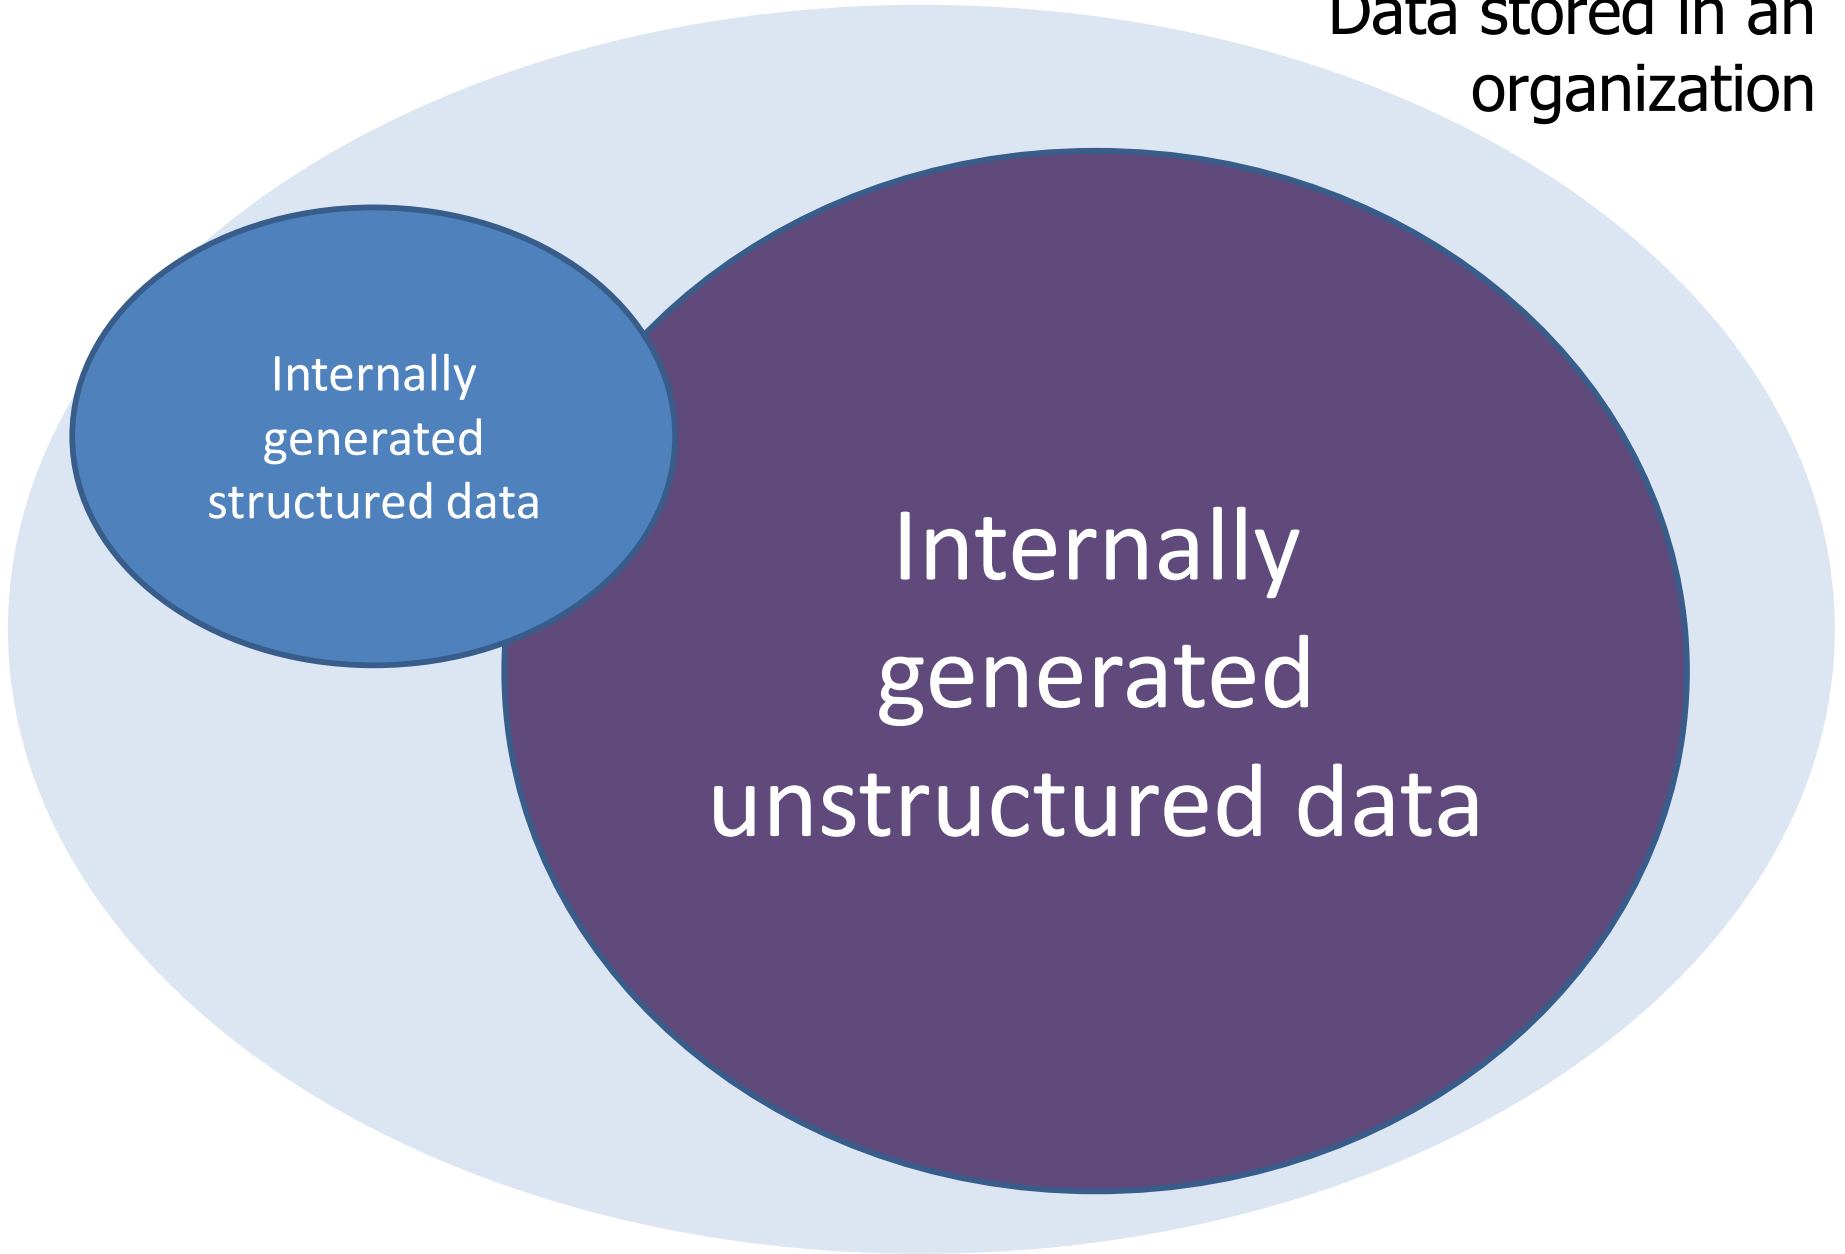 Data stored in an
organization
Internally
generated
structured data
Internally
generated
unstructured data